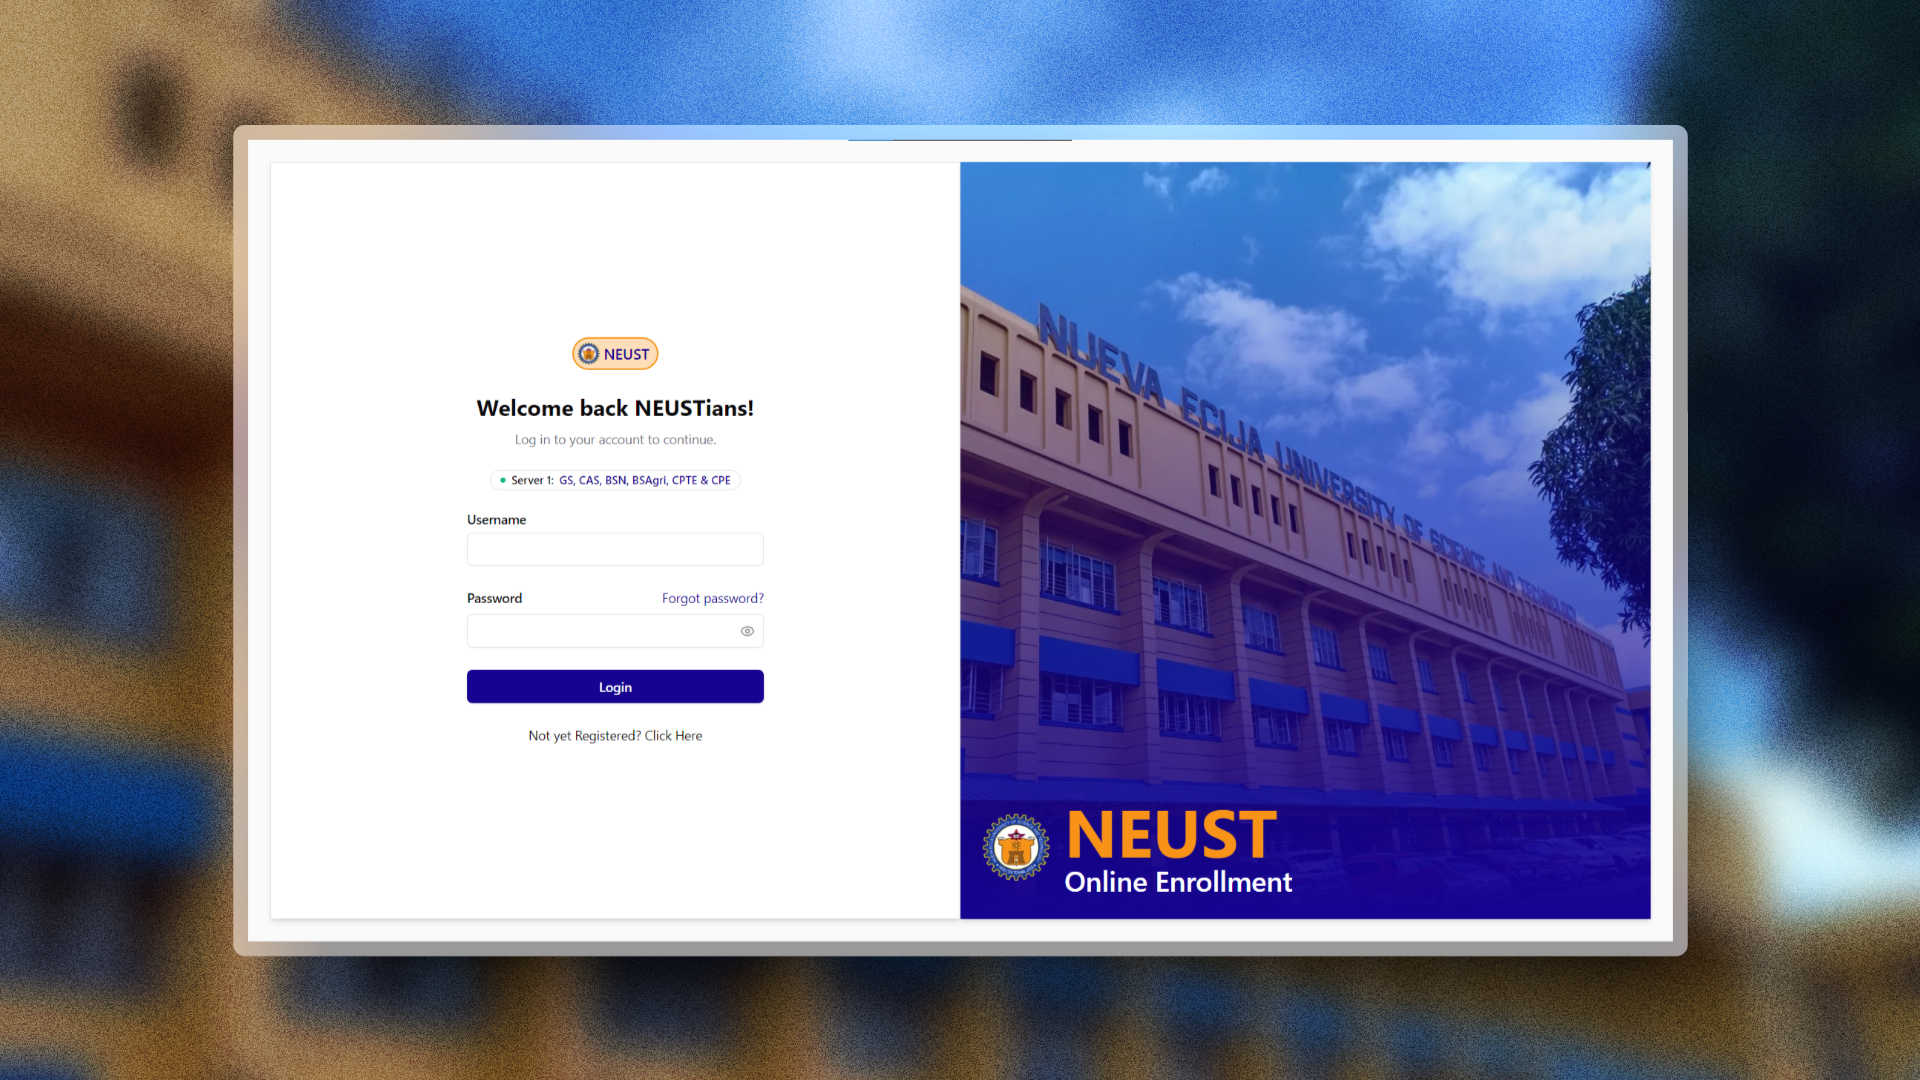 NEUST
Welcome back NEUSTians!
Log in to your account to continue.
Server 1: GS, CAS, BSN, BSAgri, CPTE & CPE
Username
Password
Forgot password?
Login
Not yet Registered? Click Here
NUEVA ECIJA UNIVERSITY OF SCIENCE AND TECHNOLOGY
NEUST
Online Enrollment